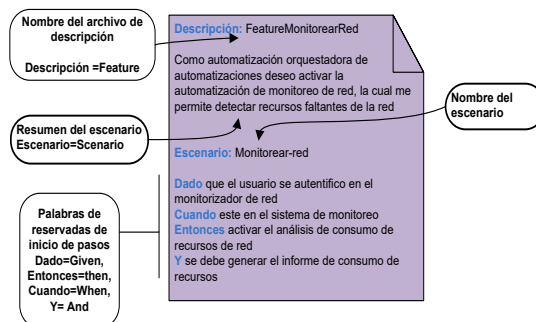 Nombre del archivo de
descripción
Descripción =Feature
Resumen del escenario
Escenario=Scenario
Palabras de
reservadas de
inicio de pasos
Dado=Given,
Entonces=then,
Cuando=When,
Y= And
Descripción: FeatureMonitorearRed
Como automatización orquestadora de
automatizaciones deseo activar la
automatización de monitoreo de red, la cual me
permite detectar recursos faltantes de la red
Escenario: Monitorear-red
Dado que el usuario se autentifico en el
monitorizador de red
Cuando este en el sistema de monitoreo
Entonces activar el análisis de consumo de
recursos de red
Y se debe generar el informe de consumo de
recursos
Nombre del
escenario